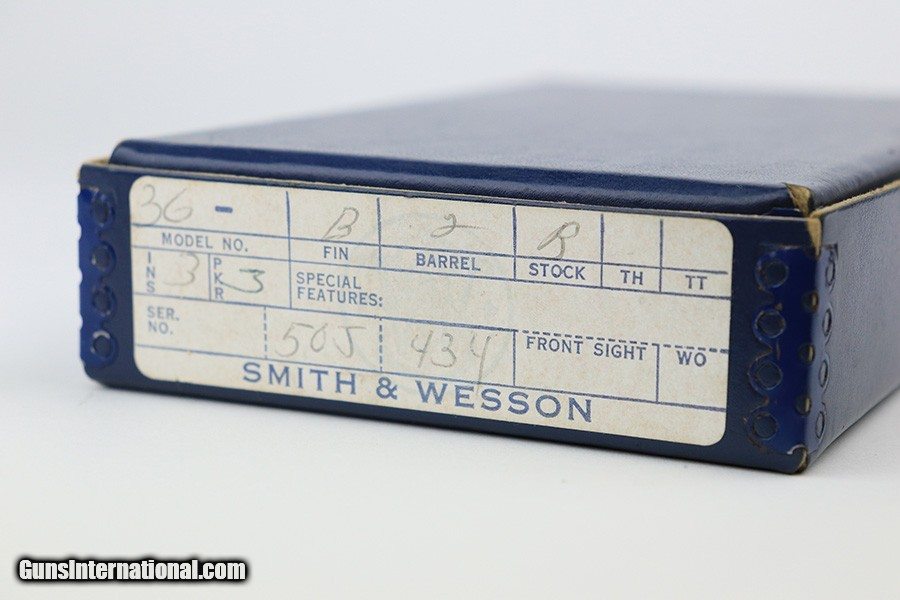 36 - B 2 R
MODEL NO. FIN BARREL STOCK TH TT
INS 3 PKR 3 SPECIAL FEATURES:
SER. NO. 50J 434 FRONT SIGHT WO
SMITH & WESSON
GunsInternational.com